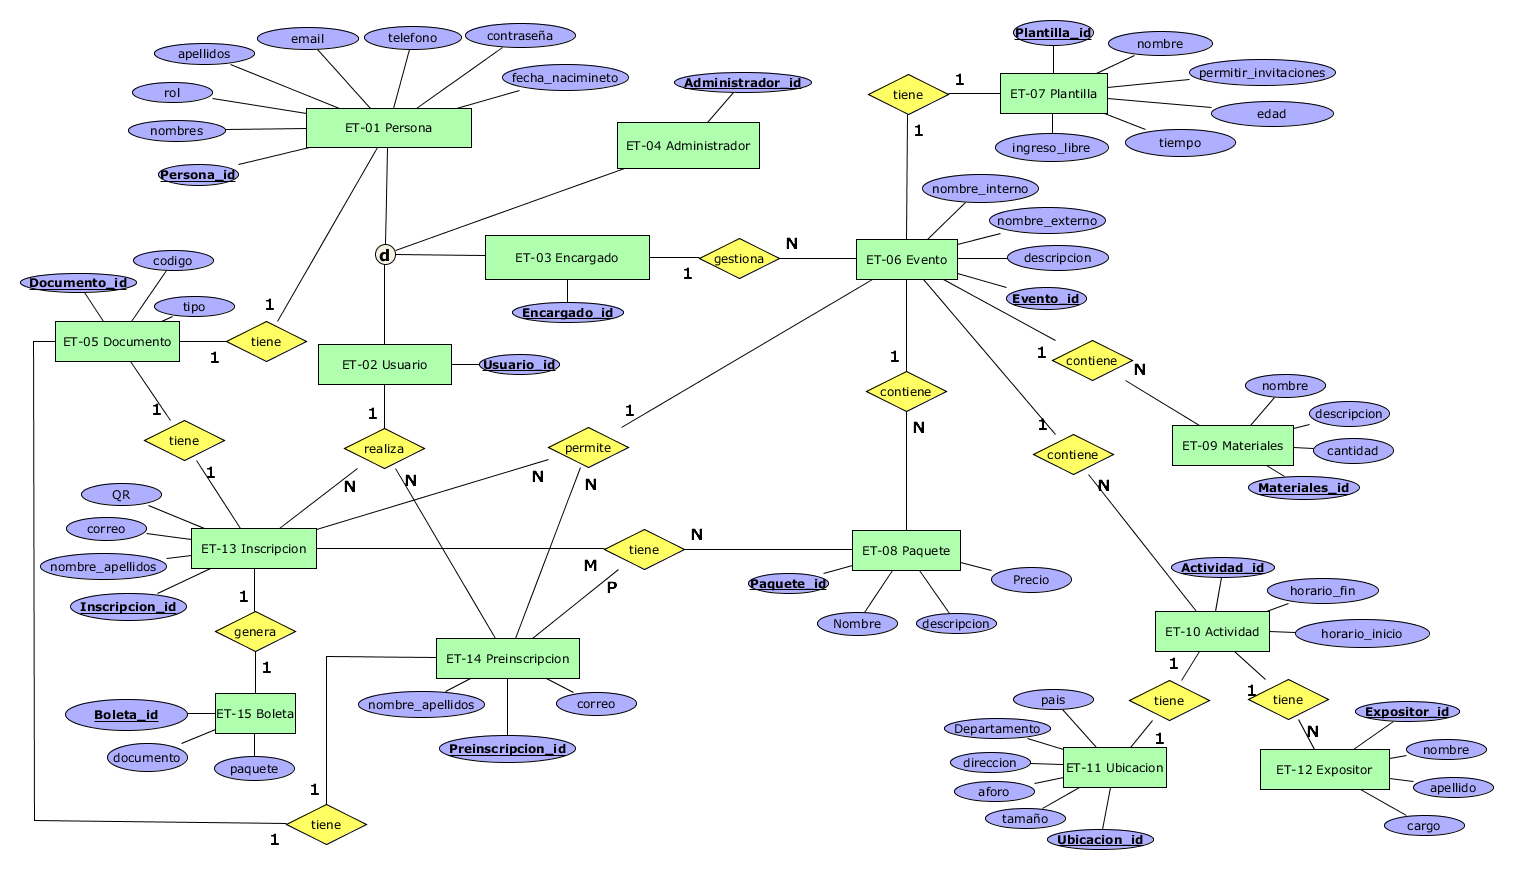 email
telefono
contraseña
apellidos
fecha_nacimineto
rol
nombres
Persona_id
ET-01 Persona
Administrador_id
ET-04 Administrador
Plantilla_id
nombre
permitir_invitaciones
edad
tiempo
ingreso_libre
ET-07 Plantilla
tiene
1
1
nombre_interno
nombre_externo
descripcion
Evento_id
ET-06 Evento
d
ET-03 Encargado
Encargado_id
1
gestiona
N
codigo
Documento_id
tipo
ET-05 Documento
1
tiene
1
ET-02 Usuario
Usuario_id
1
realiza
N
N
1
tiene
1
1
permite
N
N
1
contiene
N
1
contiene
N
1
contiene
N
nombre
descripcion
cantidad
Materiales_id
ET-09 Materiales
QR
correo
nombre_apellidos
Inscripcion_id
ET-13 Inscripcion
M
tiene
N
P
ET-08 Paquete
Paquete_id
Nombre
descripcion
Precio
Actividad_id
horario_fin
horario_inicio
ET-10 Actividad
1
genera
1
ET-15 Boleta
Boleta_id
documento
paquete
ET-14 Preinscripcion
nombre_apellidos
Preinscripcion_id
correo
1
tiene
1
1
tiene
1
1
tiene
N
pais
Departamento
direccion
aforo
tamaño
Ubicacion_id
ET-11 Ubicacion
Expositor_id
nombre
apellido
cargo
ET-12 Expositor